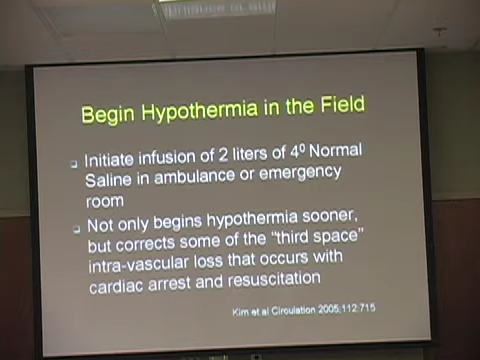 Begin Hypothermia in the Field
Initiate infusion of 2 liters of 4⁰ Normal
Saline in ambulance or emergency
room
Not only begins hypothermia sooner,
but corrects some of the “third space”
intra-vascular loss that occurs with
cardiac arrest and resuscitation
Kim et al Circulation 2005;112:715